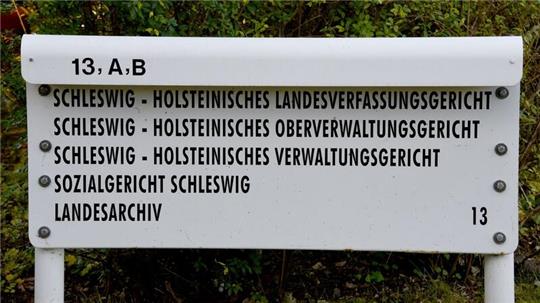 13, A, B
SCHLESWIG - HOLSTEINISCHES LANDESVERFASSUNGSGERICHT
SCHLESWIG - HOLSTEINISCHES OBERVERWALTUNGSGERICHT
SCHLESWIG - HOLSTEINISCHES VERWALTUNGSGERICHT
SOZIALGERICHT SCHLESWIG
LANDESARCHIV 13